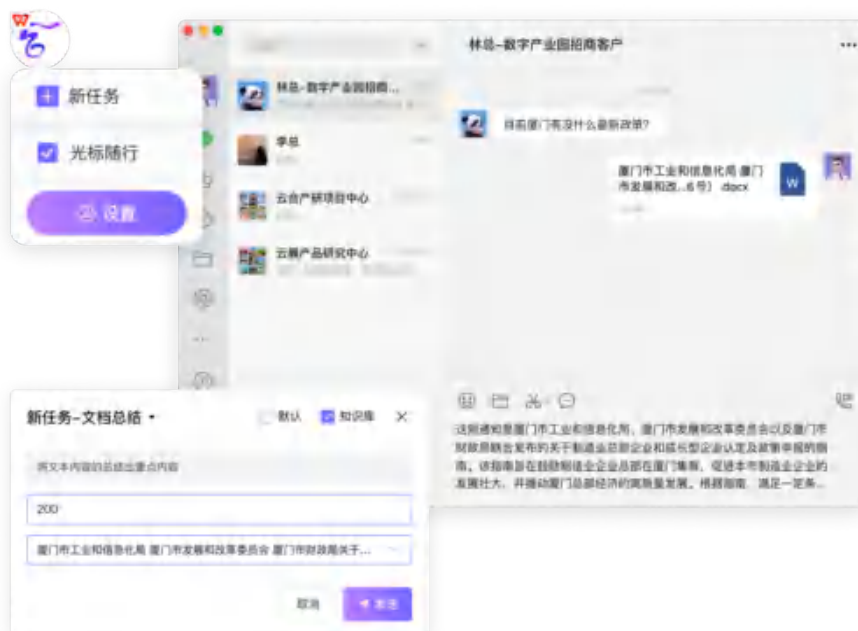 新任务
光标随行
设置
林总-数字产业园招商...
李总
云合产研项目中心
云展产品研究中心
林总-数字产业园招商客户
目前厦门有没什么最新政策?
厦门市工业和信息化局 厦门
市发展和改...6号) .docx
W
新任务-文档总结
默认
知识库
将文本内容的总结出重点内容
200
厦门市工业和信息化局 厦门市发展和改革委员会 厦门市财政局关于...
取消
发送
这则通知是厦门市工业和信息化局、厦门市发展和改革委员会以及厦门市
财政局联合发布的关于制造业总部企业和成长型企业认定及政策申报的指
南。该指南旨在鼓励制造业企业总部在厦门集聚, 促进本市制造业企业的
发展壮大, 并推动厦门总部经济的高质量发展。根据指南, 满足一定条...